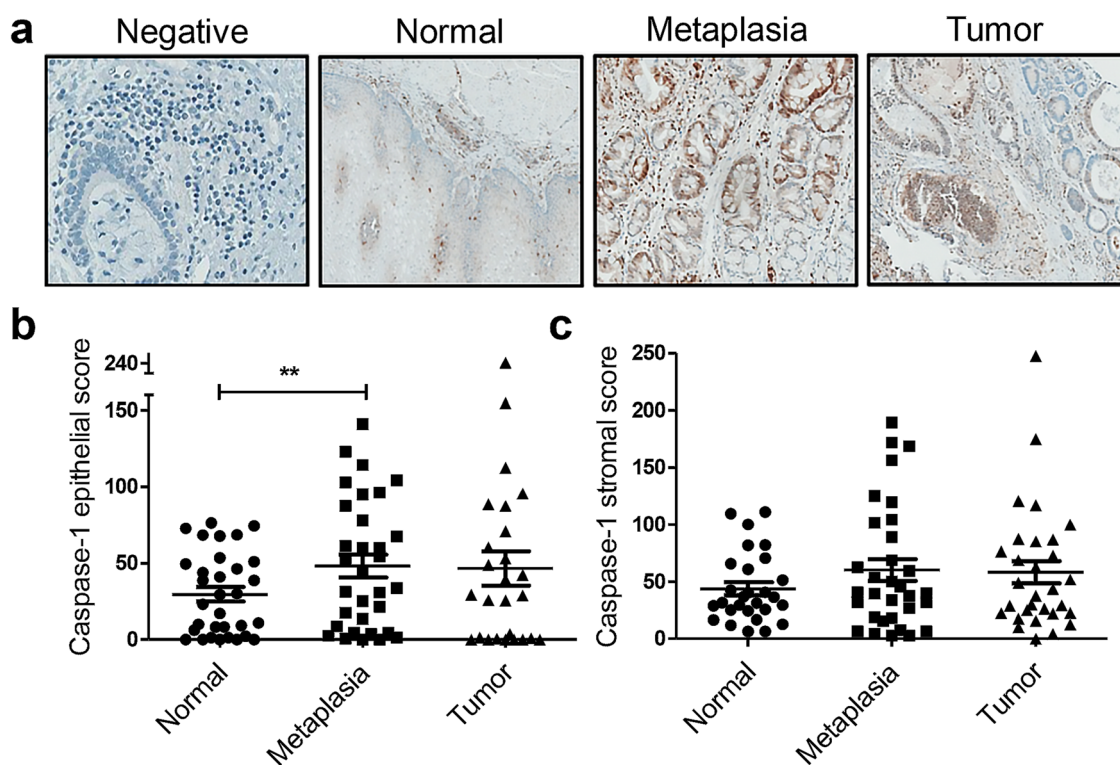 a
Negative
Normal
Metaplasia
Tumor
b
Caspase-1 epithelial score
240
150
100
50
0
**
Normal
Metaplasia
Tumor
c
Caspase-1 stromal score
250
200
150
100
50
0
Normal
Metaplasia
Tumor